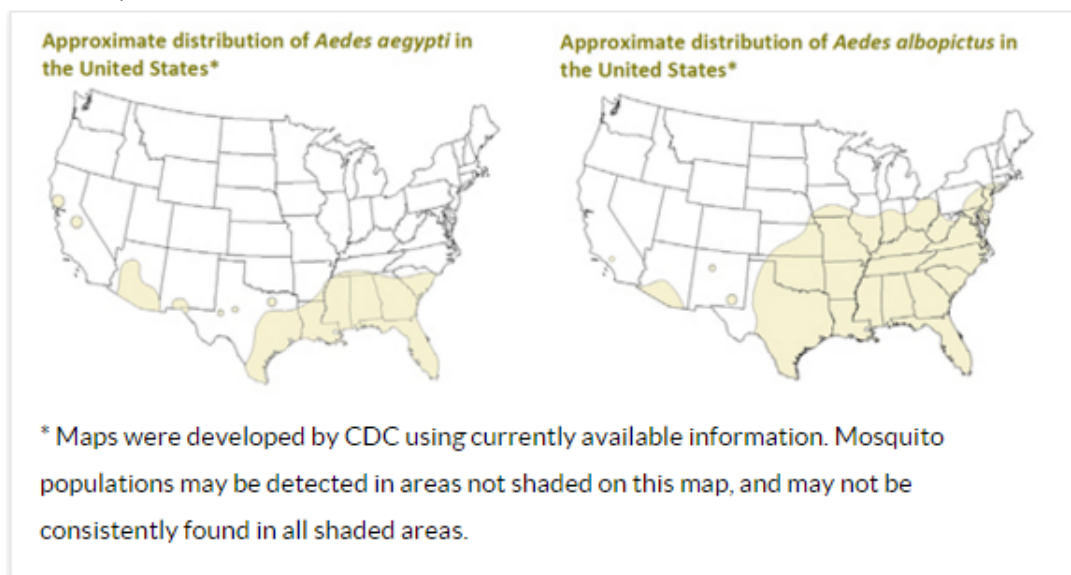 Approximate distribution of Aedes aegypti in
the United States*
Approximate distribution of Aedes albopictus in
the United States*
* Maps were developed by CDC using currently available information. Mosquito
populations may be detected in areas not shaded on this map, and may not be
consistently found in all shaded areas.